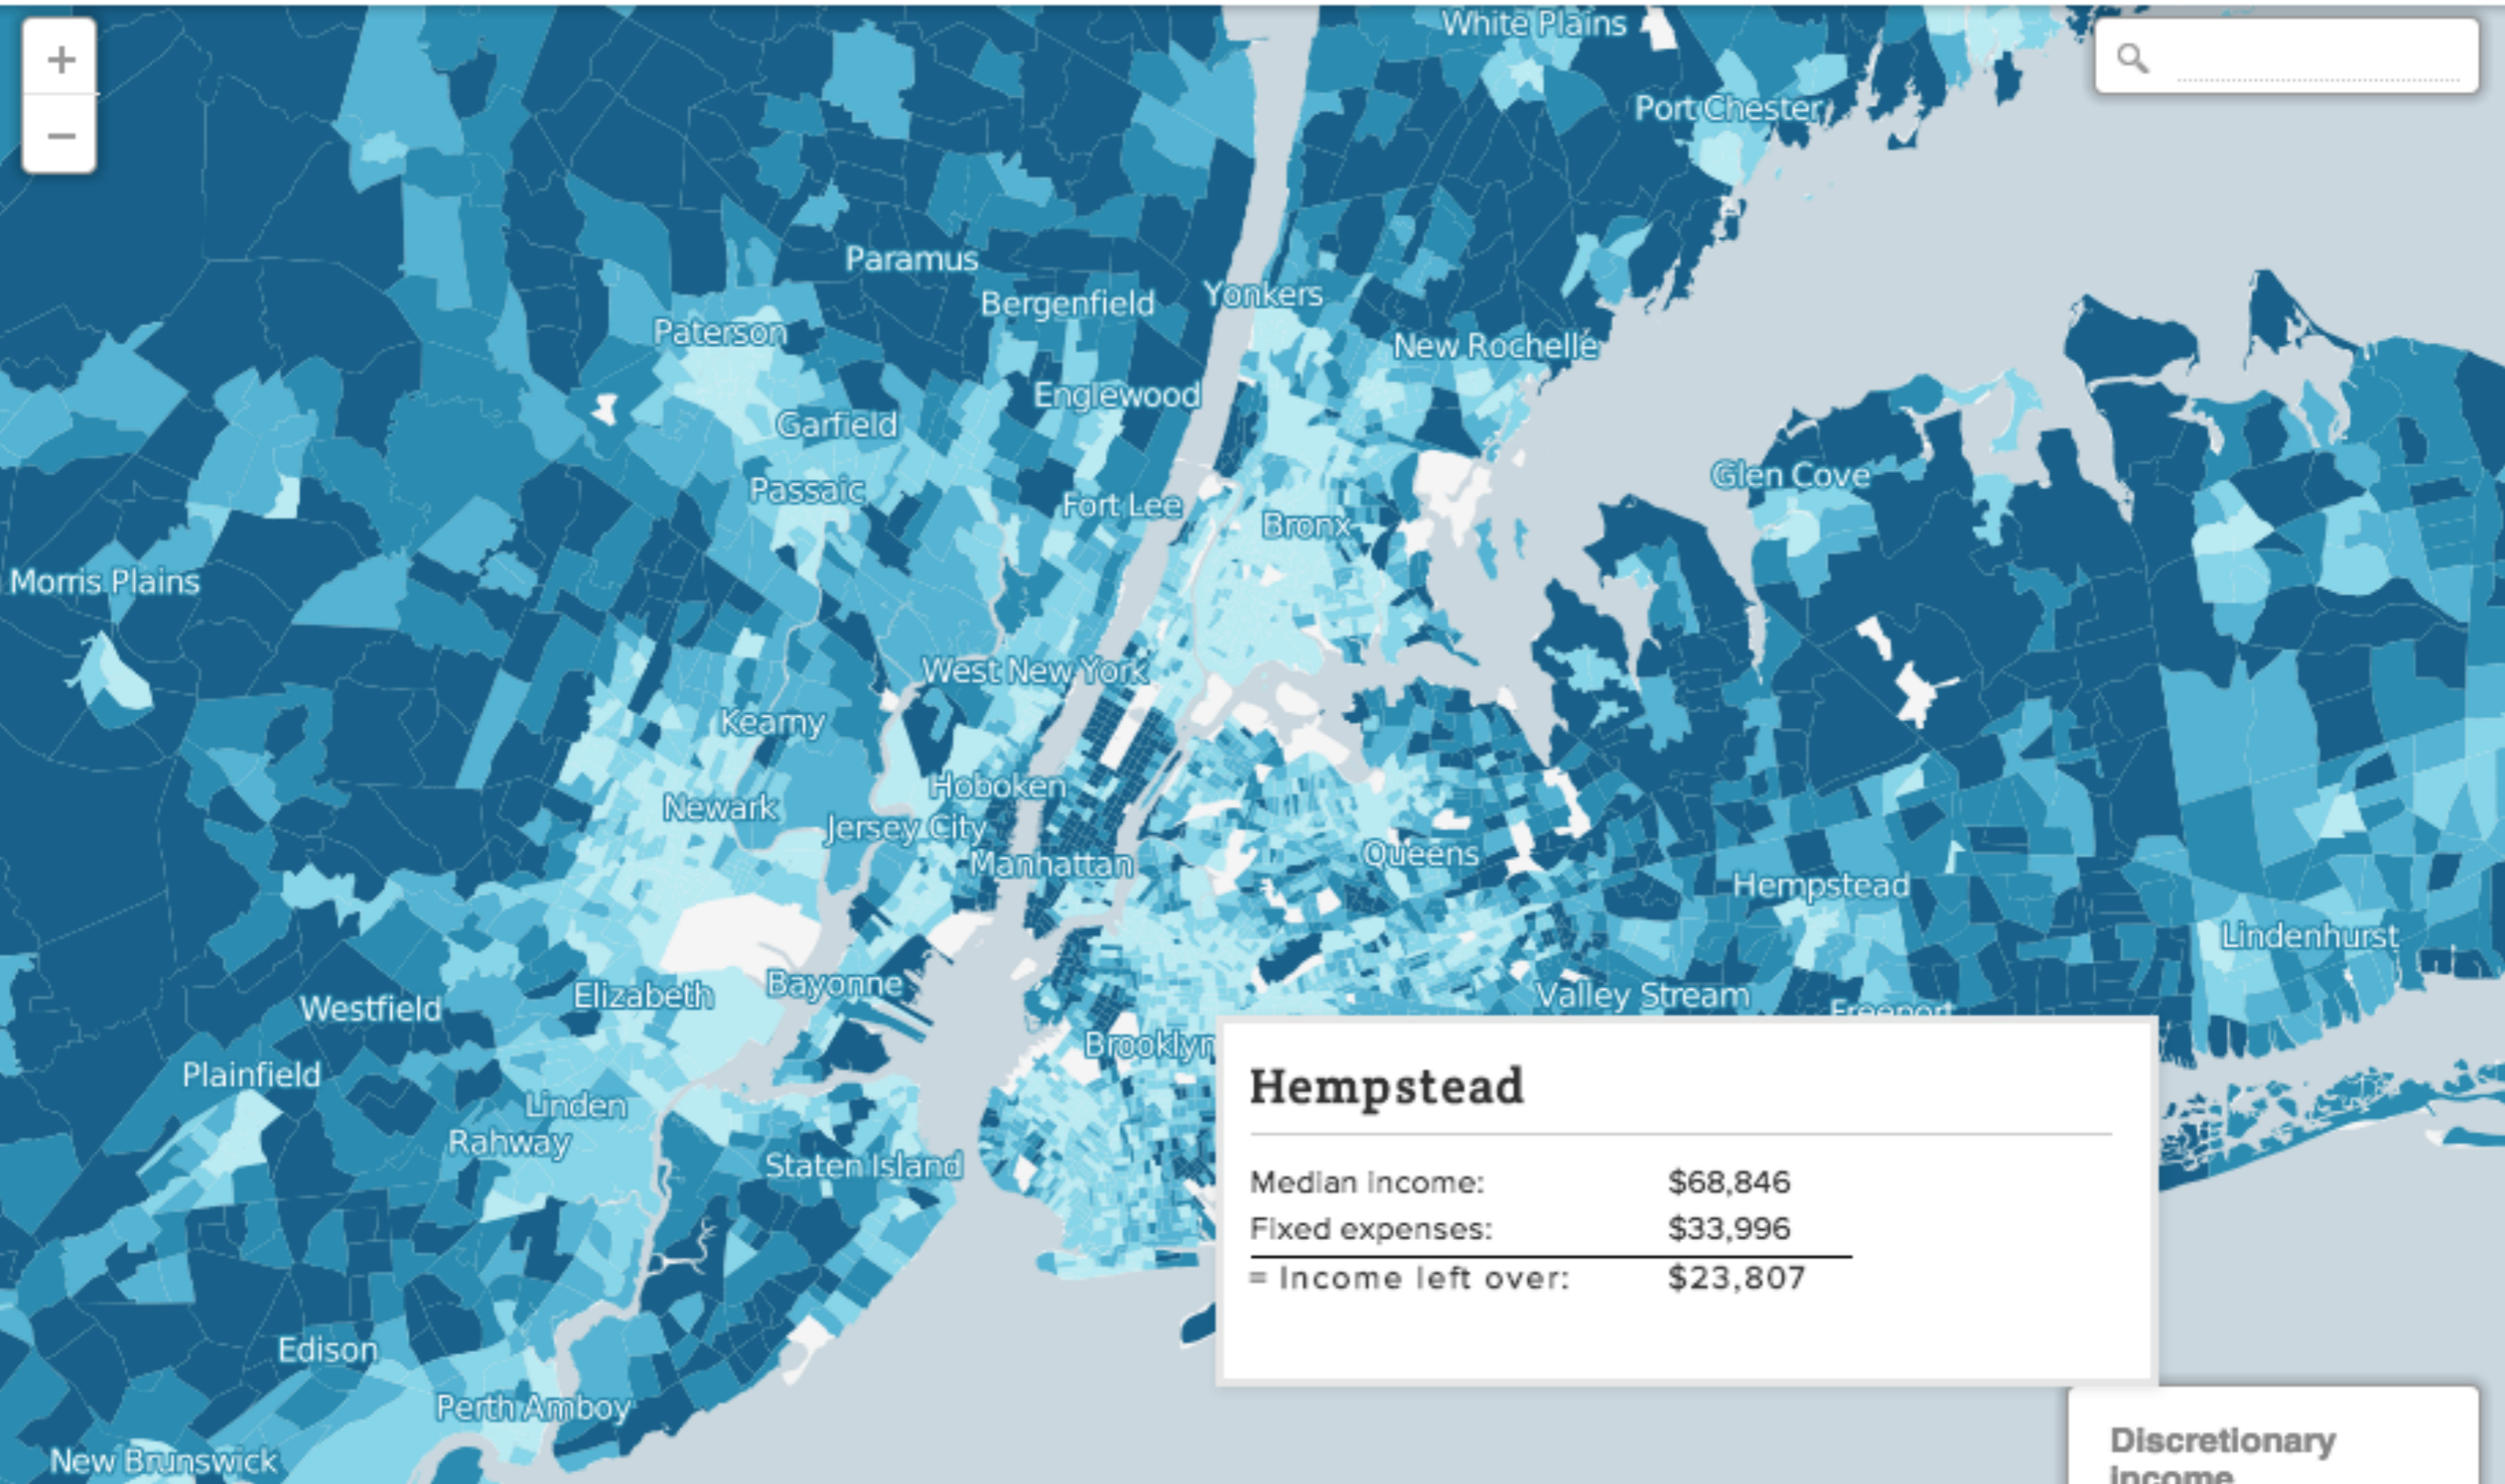 +
−
White Plains
Port Chester
Paramus
Bergenfield
Yonkers
Paterson
New Rochelle
Englewood
Garfield
Glen Cove
Passaic
Fort Lee
Bronx
Morris Plains
West New York
Kearny
Hoboken
Newark
Jersey City
Manhattan
Queens
Hempstead
Lindenhurst
Bayonne
Elizabeth
Valley Stream
Westfield
Freeport
Brooklyn
Plainfield
Linden
Rahway
Staten Island
Edison
Perth Amboy
New Brunswick
Hempstead
Median income: $68,846
Fixed expenses: $33,996
= Income left over: $23,807
Discretionary
income